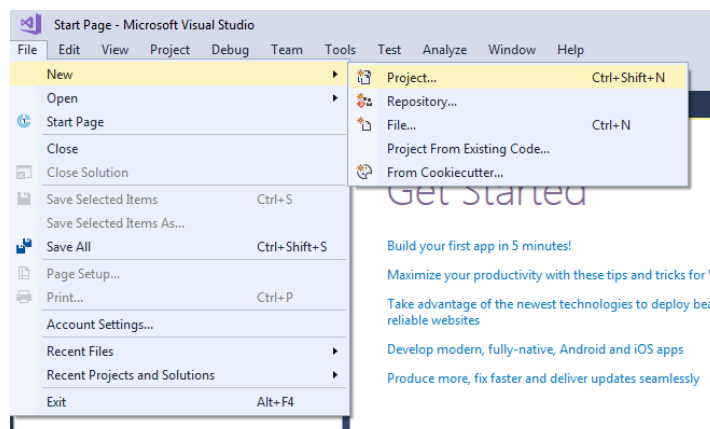 Start Page - Microsoft Visual Studio
File Edit View Project Debug Team Tools Test Analyze Window Help
New
Project... Ctrl+Shift+N
Open
Repository...
Start Page
File... Ctrl+N
Close
Project From Existing Code...
Close Solution
From Cookiecutter...
Get Started
Save Selected Items Ctrl+S
Save Selected Items As...
Save All Ctrl+Shift+S
Build your first app in 5 minutes!
Page Setup...
Maximize your productivity with these tips and tricks for
Print... Ctrl+P
Take advantage of the newest technologies to deploy
reliable websites
Account Settings...
Recent Files
Develop modern, fully-native, Android and iOS apps
Recent Projects and Solutions
Produce more, fix faster and deliver updates seamlessly
Exit Alt+F4